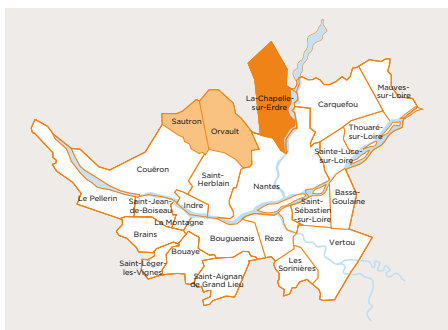 Mauves-
sur-Loire
La-Chapelle-
sur-Erdre
Carquefou
Sautron
Orvault
Thouaré-
sur-Loire
Sainte-Luce-
sur-Loire
Couëron
Saint-
Herblain
Nantes
Basse-
Goulaine
Le Pellerin
Saint-Jean-
de-Boiseau
Indre
Saint-
Sébastien
-sur-Loire
La Montagne
Brains
Bouguenais
Rezé
Vertou
Bouaye
Saint-Léger-
les-Vignes
Les
Sorinières
Saint-Aignan
de Grand Lieu